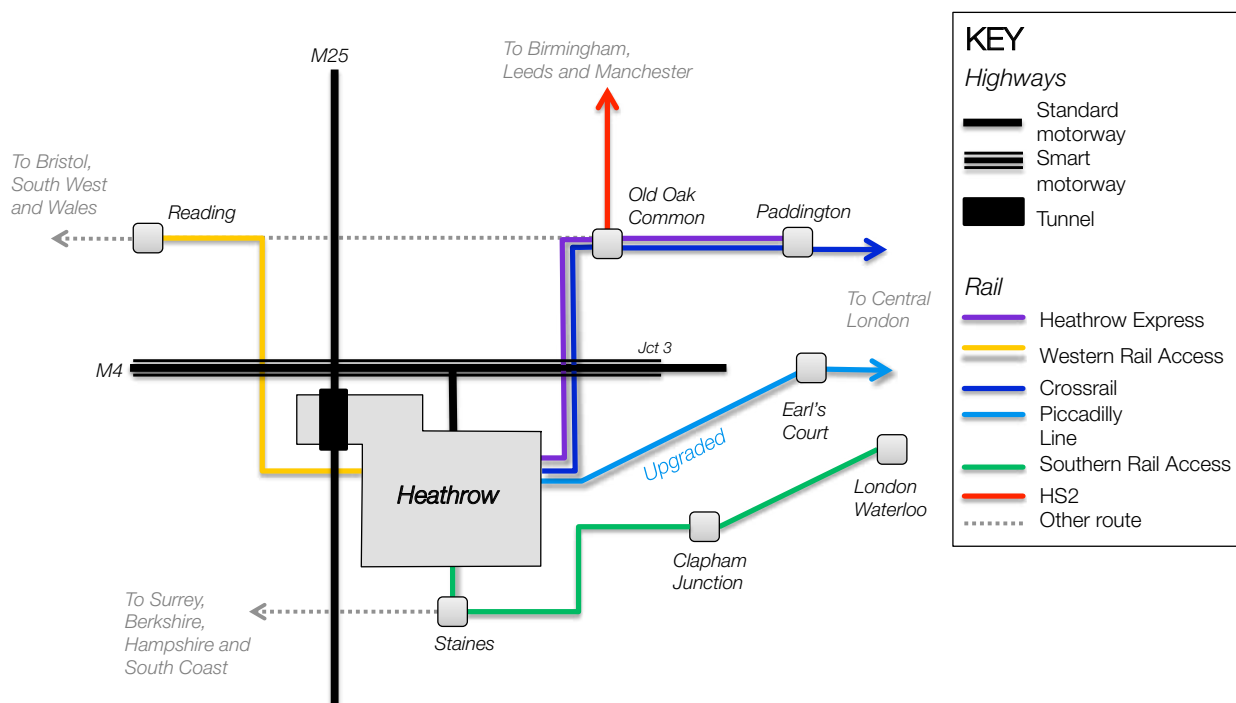 M25
To Birmingham,
Leeds and Manchester
To Bristol,
South West
and Wales
Reading
Old Oak
Common
Paddington
To Central
London
Jct 3
M4
Earl's
Court
Upgraded
Heathrow
London
Waterloo
Clapham
Junction
To Surrey,
Berkshire,
Hampshire and
South Coast
Staines
KEY
Highways
Standard
motorway
Smart
motorway
Tunnel
Rail
Heathrow Express
Western Rail Access
Crossrail
Piccadilly
Line
Southern Rail Access
HS2
Other route